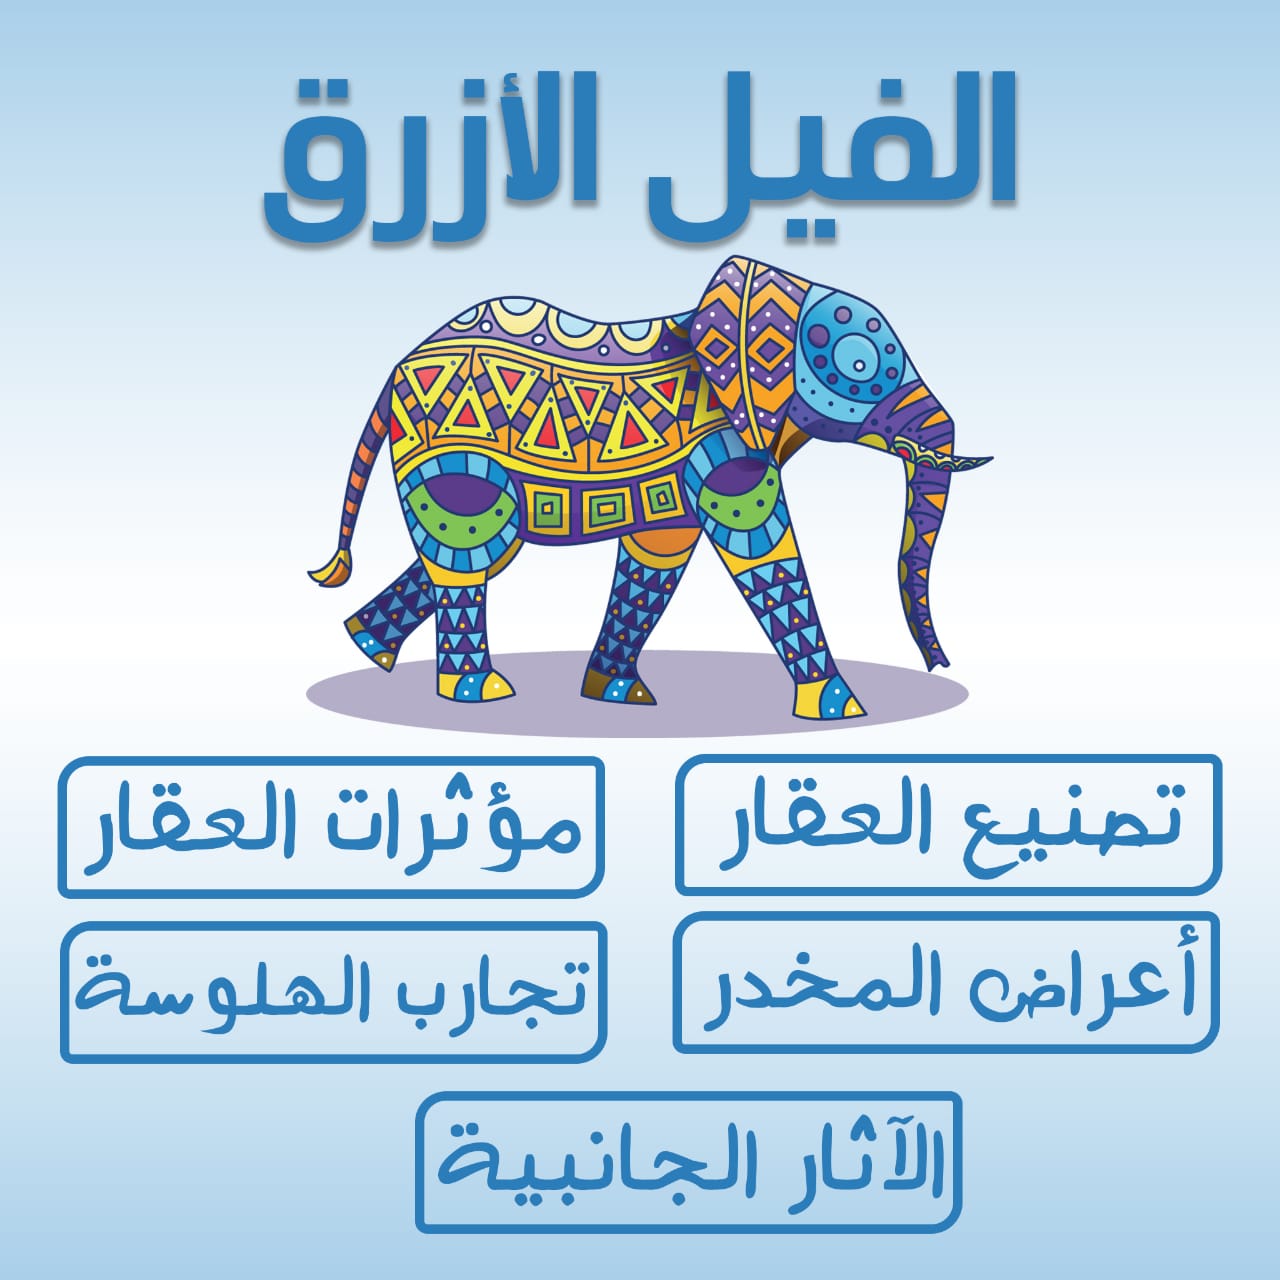 الفيل الأزرق
تصنيع العقار
مؤثرات العقار
أعراض المخدر
تجارب الهلوسة
الآثار الجانبية